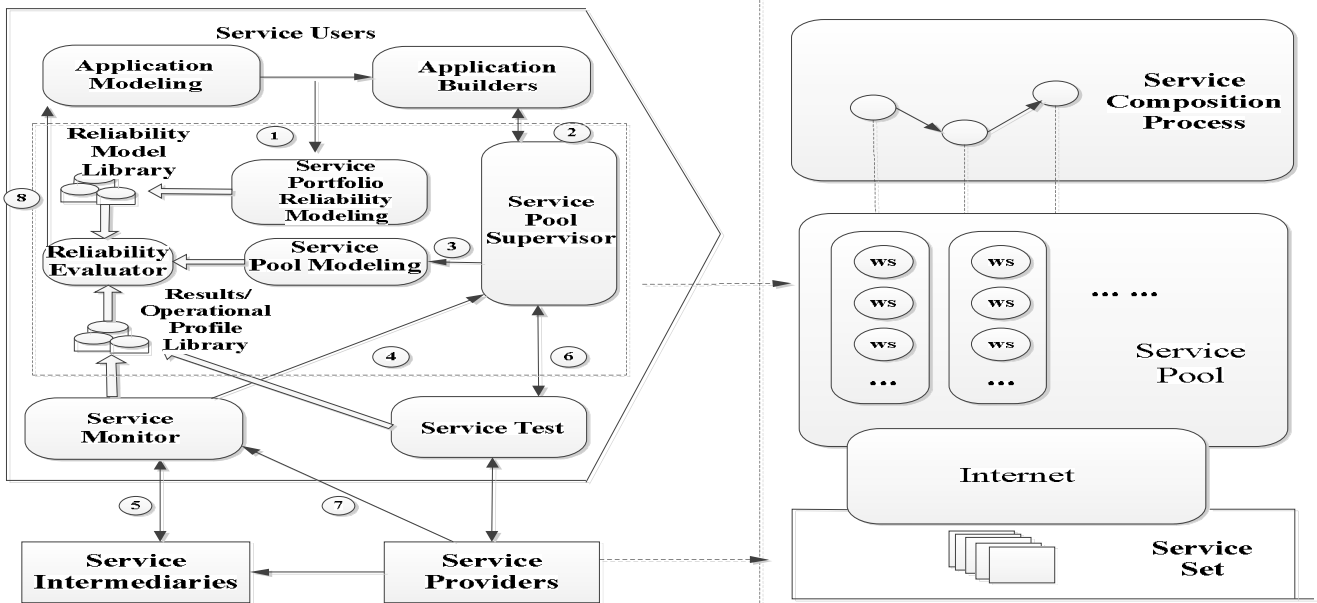 Service Users
Application
Modeling
Application
Builders
1
2
Reliability
Model
Library
Service
Portfolio
Reliability
Modeling
8
Service
Pool
Supervisor
Reliability
Evaluator
Service
Pool Modeling
3
Results/
Operational
Profile
Library
4
6
Service
Monitor
Service Test
5
7
Service
Intermediaries
Service
Providers
Service
Composition
Process
ws
ws
ws
...
ws
ws
ws
...
... ...
Service
Pool
Internet
Service
Set